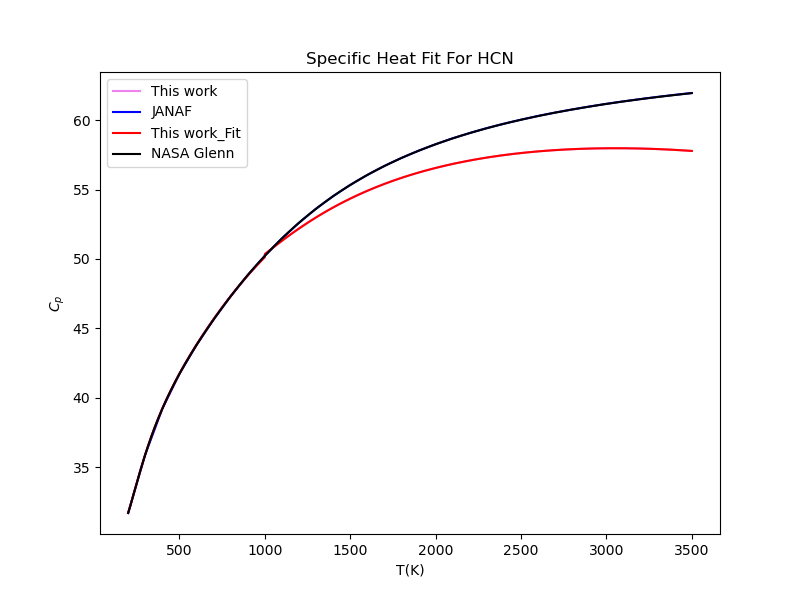 Specific Heat Fit For HCN
This work
JANAF
This work_Fit
NASA Glenn
60
55
50
45
40
35
C_p
500 1000 1500 2000 2500 3000 3500
T(K)